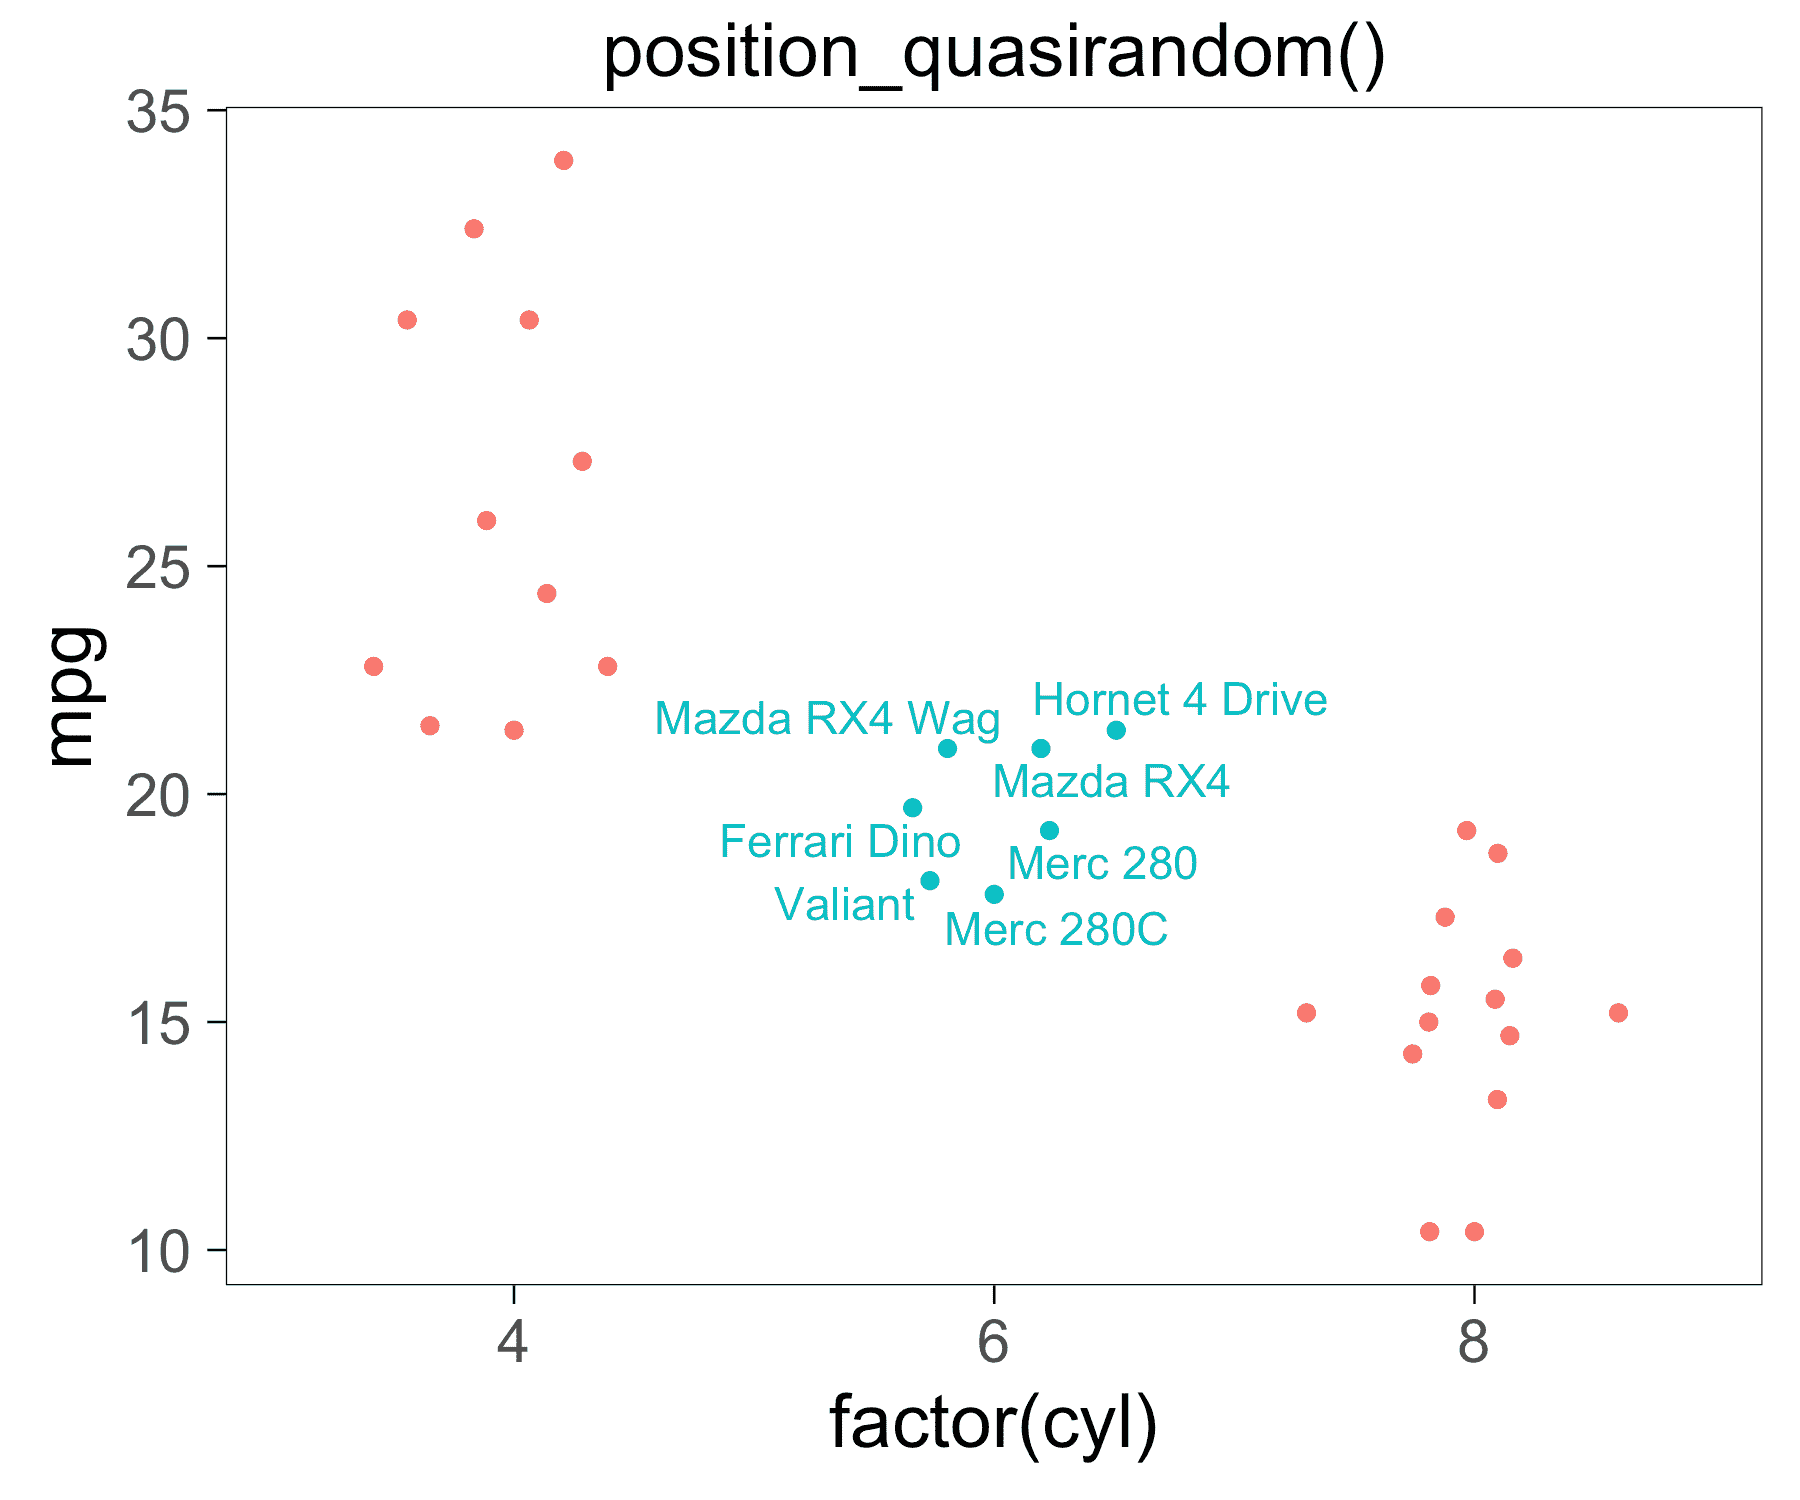 position_quasirandom()
35
30
25
20
15
10
mpg
Hornet 4 Drive
Mazda RX4 Wag
Mazda RX4
Ferrari Dino
Merc 280
Valiant
Merc 280C
4 6 8
factor(cyl)